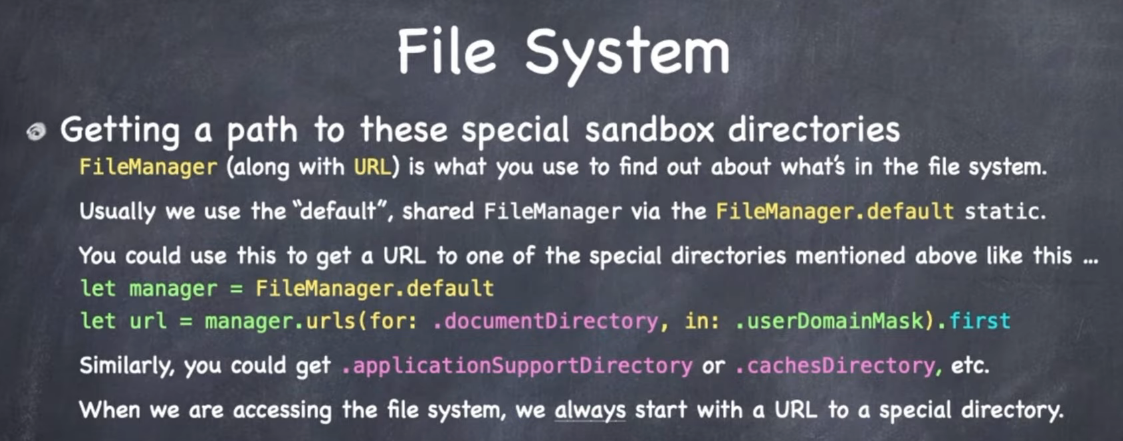 File System
Getting a path to these special sandbox directories
FileManager (along with URL) is what you use to find out about what's in the file system.
Usually we use the “default”, shared FileManager via the FileManager.default static.
You could use this to get a URL to one of the special directories mentioned above like this ...
let manager = FileManager.default
let url = manager.urls(for: .documentDirectory, in: .userDomainMask).first
Similarly, you could get .applicationSupportDirectory or .cachesDirectory, etc.
When we are accessing the file system, we always start with a URL to a special directory.